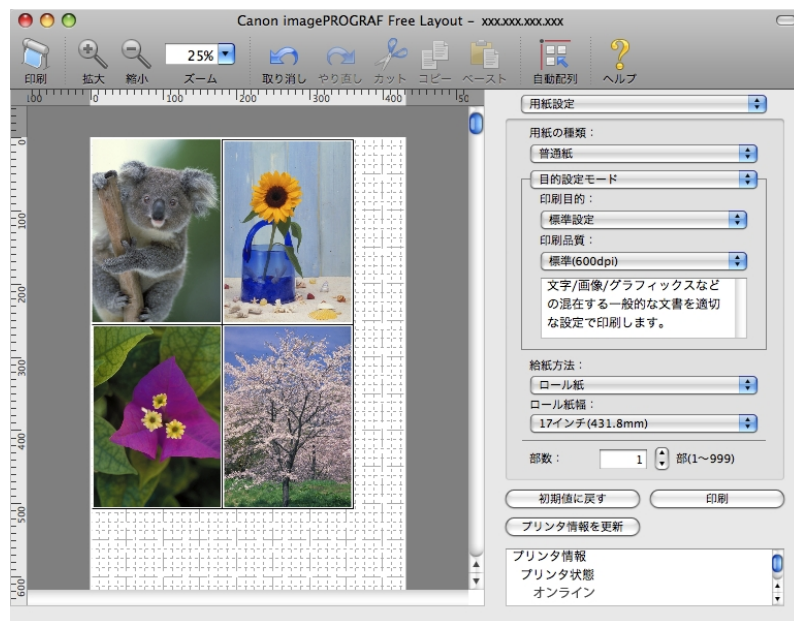 Canon imagePROGRAF Free Layout – xxx.xxx.xxx.xxx
25%
印刷 拡大 縮小 ズーム 取り消し やり直し カット コピー ペースト 自動配列 ヘルプ
100 0 100 200 300 400 50
0
100
200
300
400
500
600
用紙設定
用紙の種類：
普通紙
目的設定モード
印刷目的：
標準設定
印刷品質：
標準(600dpi)
文字/画像/グラフィックスなど
の混在する一般的な文書を適切
な設定で印刷します。
給紙方法：
ロール紙
ロール紙幅：
17インチ(431.8mm)
部数： 1 部(1〜999)
初期値に戻す 印刷
プリンタ情報を更新
プリンタ情報
プリンタ状態
オンライン